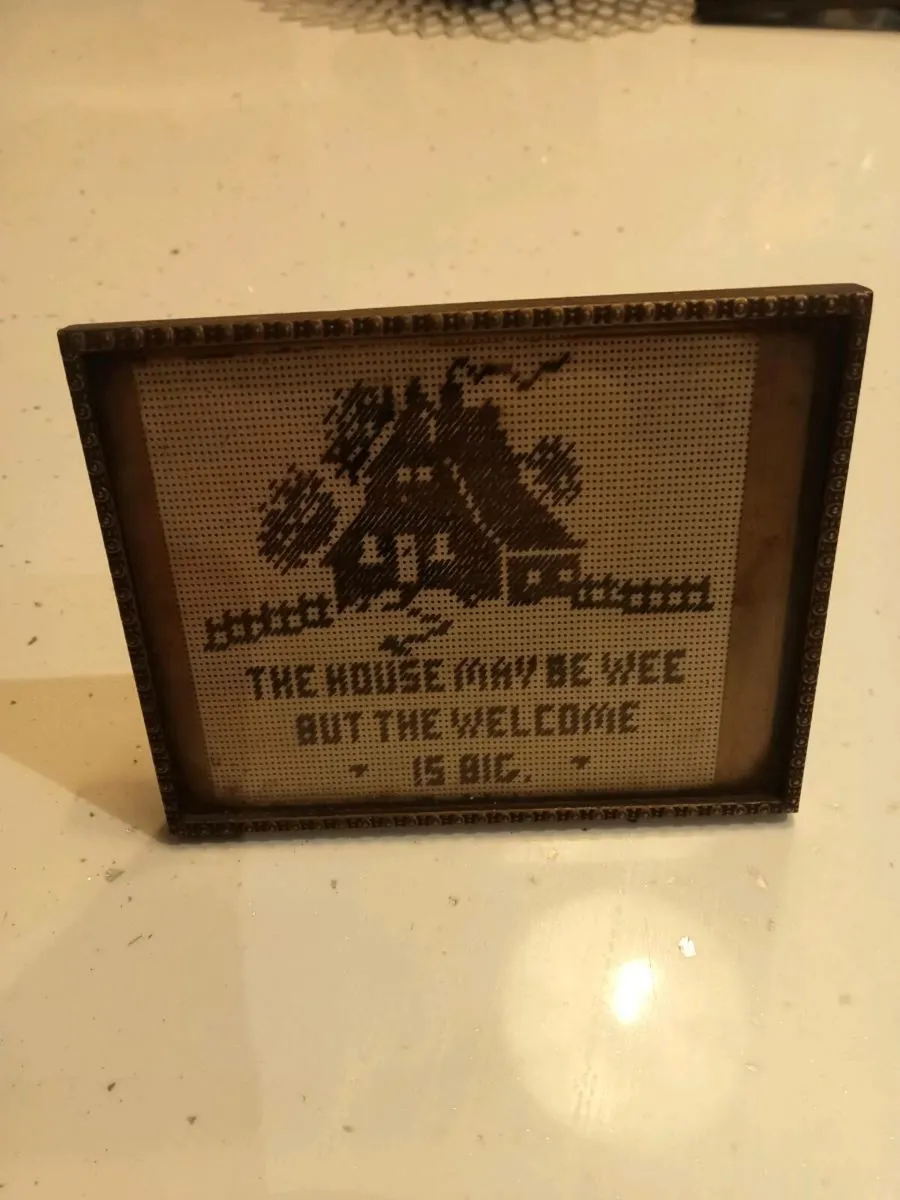 THE HOUSE MAY BE WEE
BUT THE WELCOME
IS BIG.